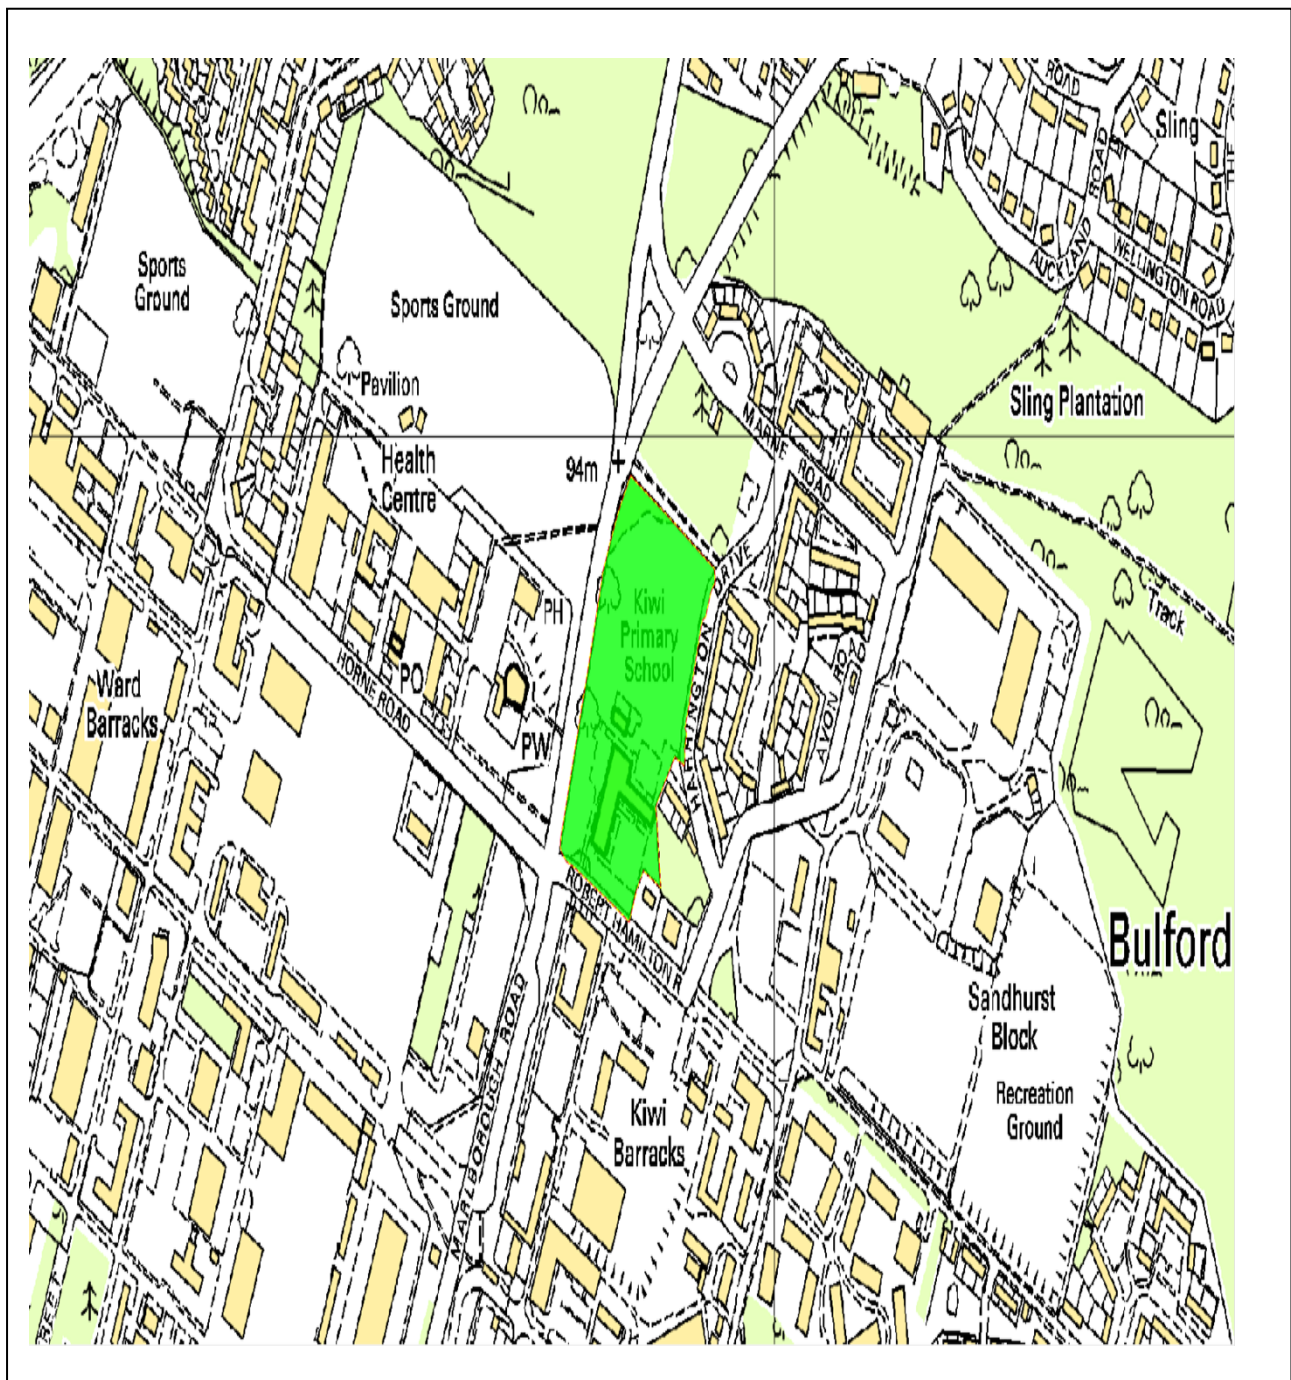 ROAD
Sling
ROAD
AUCKLAND
WELLINGTON ROAD
Sports
Ground
Sports Ground
Pavilion
Sling Plantation
MARNE ROAD
Health
Centre
94m
DRIVE
Kiwi
Primary
School
PH
Track
PO
HORNE ROAD
Ward
Barracks
PW
HARTINGTON
AVON ROAD
ROBERT HAMILTON
Bulford
Sandhurst
Block
Recreation
Ground
MARLBOROUGH ROAD
Kiwi
Barracks